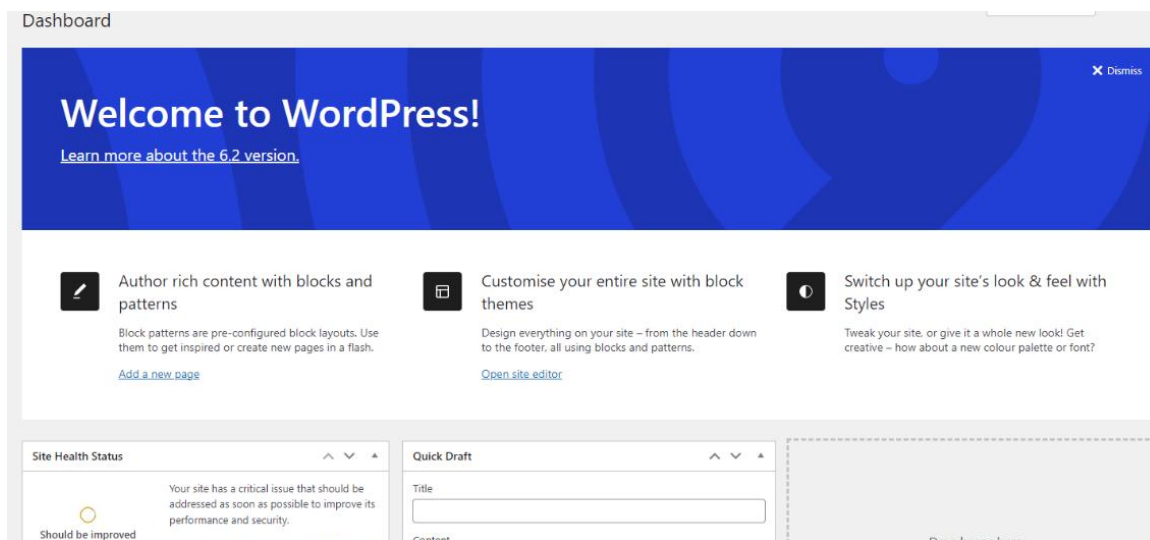 Dashboard
Dismiss
Welcome to WordPress!
Learn more about the 6.2 version.
Author rich content with blocks and
patterns
Block patterns are pre-configured block layouts. Use
them to get inspired or create new pages in a flash.
Add a new page
Customise your entire site with block
themes
Design everything on your site – from the header down
to the footer, all using blocks and patterns.
Open site editor
Switch up your site's look & feel with
Styles
Tweak your site, or give it a whole new look! Get
creative – how about a new colour palette or font?
Site Health Status
Should be improved
Your site has a critical issue that should be
addressed as soon as possible to improve its
performance and security.
Quick Draft
Title
Content